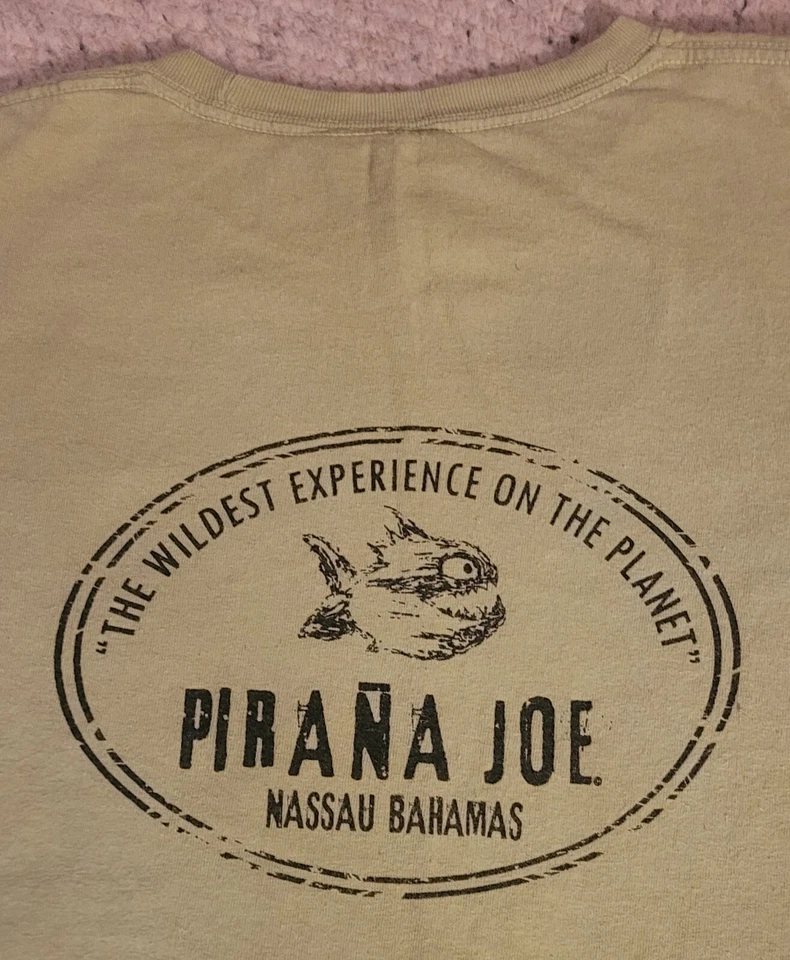 "THE WILDEST EXPERIENCE ON THE PLANET"
PIRAÑA JOE.
NASSAU BAHAMAS